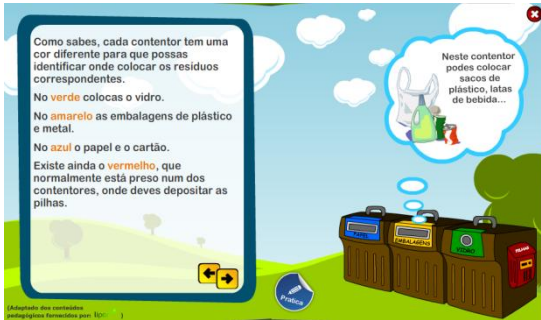 Como sabes, cada contentor tem uma
cor diferente para que possas
identificar onde colocar os resíduos
correspondentes.
No verde colocas o vidro.
No amarelo as embalagens de plástico
e metal.
No azul o papel e o cartão.
Existe ainda o vermelho, que
normalmente está preso num dos
contentores, onde deves depositar as
pilhas.
Neste contentor
podes colocar
sacos de
plástico, latas
de bebida...
PAPEL
EMBALAGENS
VIDRO
PILHAS
Pratica
(Adaptado dos conteúdos
pedagógicos fornecidos por: lipo )